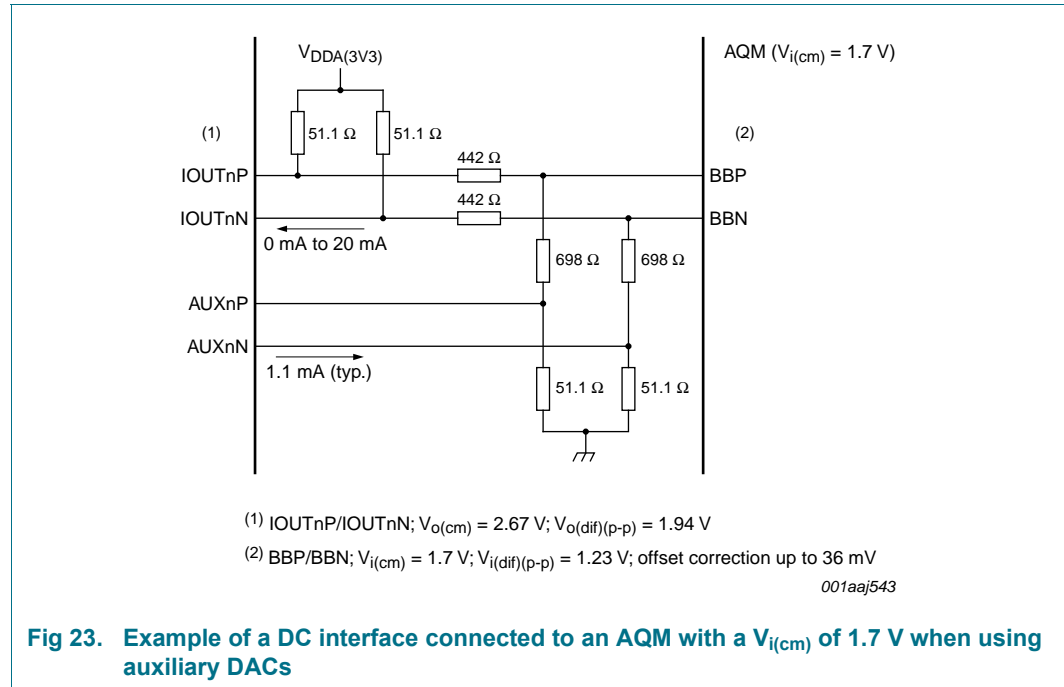 VDDA(3V3)
AQM (Vi(cm) = 1.7 V)
(1)
51.1 Ω
51.1 Ω
(2)
442 Ω
IOUTnP
BBP
442 Ω
IOUTnN
BBN
0 mA to 20 mA
698 Ω
698 Ω
AUXnP
AUXnN
1.1 mA (typ.)
51.1 Ω
51.1 Ω
(1) IOUTnP/IOUTnN; Vo(cm) = 2.67 V; Vo(dif)(p-p) = 1.94 V
(2) BBP/BBN; Vi(cm) = 1.7 V; Vi(dif)(p-p) = 1.23 V; offset correction up to 36 mV
001aaj543
Fig 23. Example of a DC interface connected to an AQM with a Vi(cm) of 1.7 V when using
auxiliary DACs